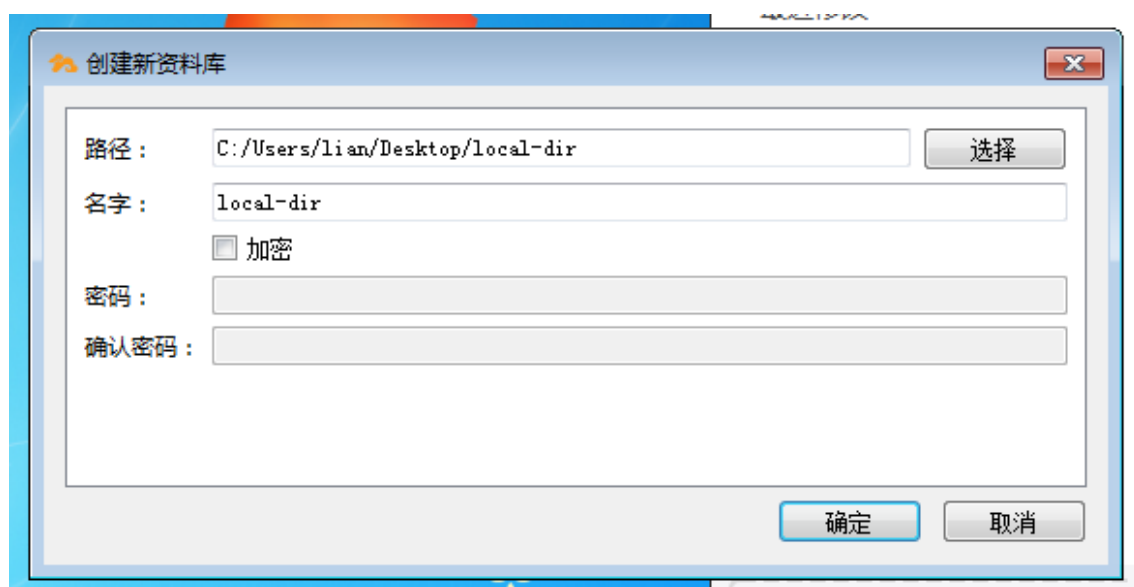 创建新资料库
路径： C:/Users/lian/Desktop/local-dir 选择
名字： local-dir
加密
密码：
确认密码：
确定 取消